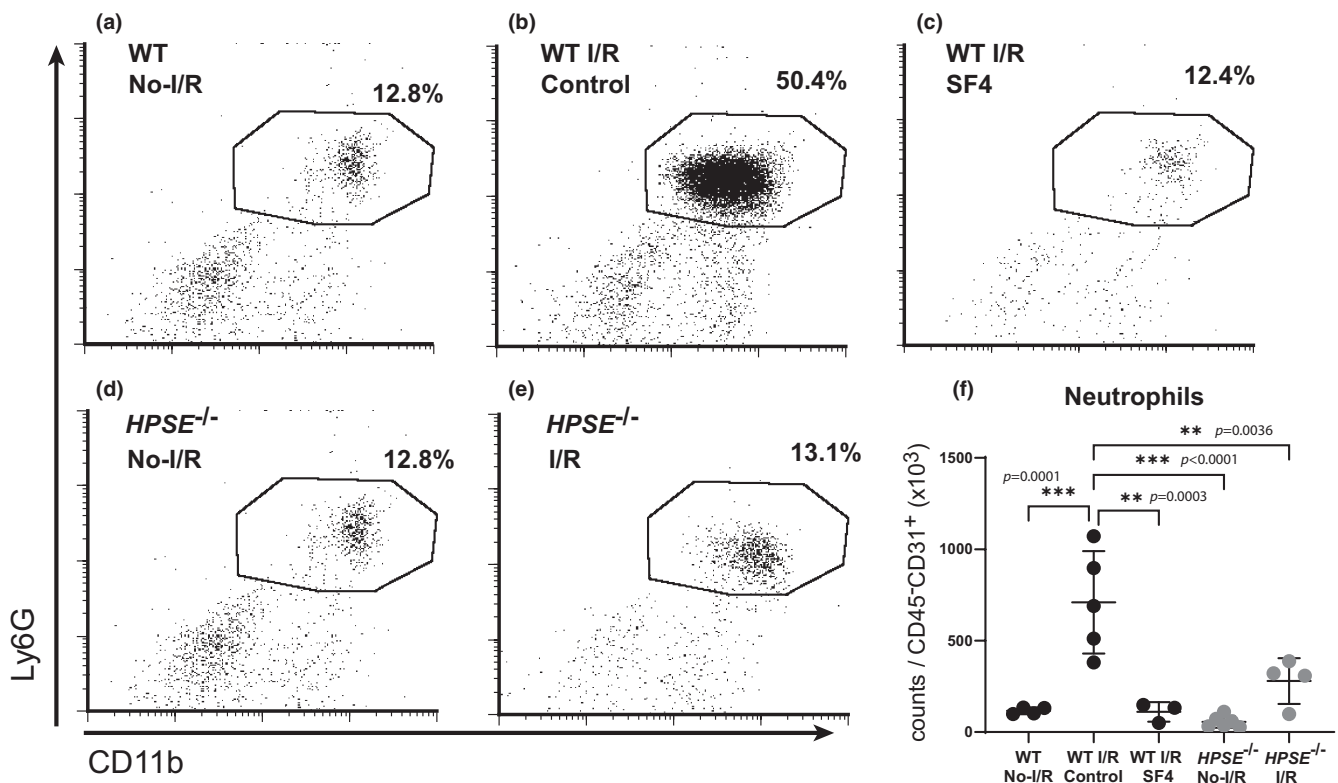 (a)
WT
No-I/R
12.8%
(b)
WT I/R
Control
50.4%
(c)
WT I/R
SF4
12.4%
(d)
HPSE-/-
No-I/R
12.8%
(e)
HPSE-/-
I/R
13.1%
Ly6G
CD11b
(f)
Neutrophils
** p=0.0036
*** p<0.0001
p=0.0001
***
** p=0.0003
counts / CD45-CD31+ (x103)
1500
1000
500
0
WT
No-I/R
WT I/R
Control
WT I/R
SF4
HPSE-/-
No-I/R
HPSE-/-
I/R